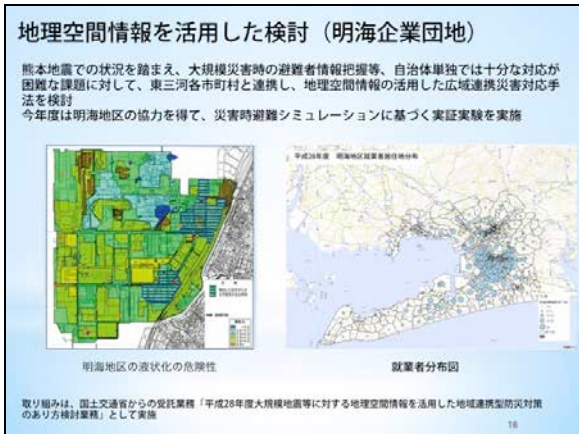 地理空間情報を活用した検討（明海企業団地）
熊本地震での状況を踏まえ、大規模災害時の避難者情報把握等、自治体単独では十分な対応が
困難な課題に対して、東三河各市町村と連携し、地理空間情報の活用した広域連携災害対応手
法を検討
今年度は明海地区の協力を得て、災害時避難シミュレーションに基づく実証実験を実施
平成28年度　明海地区就業者居住地分布
明海地区の液状化の危険性
就業者分布図
取り組みは、国土交通省からの受託業務「平成28年度大規模地震等に対する地理空間情報を活用した地域連携型防災対策
のあり方検討業務」として実施
16